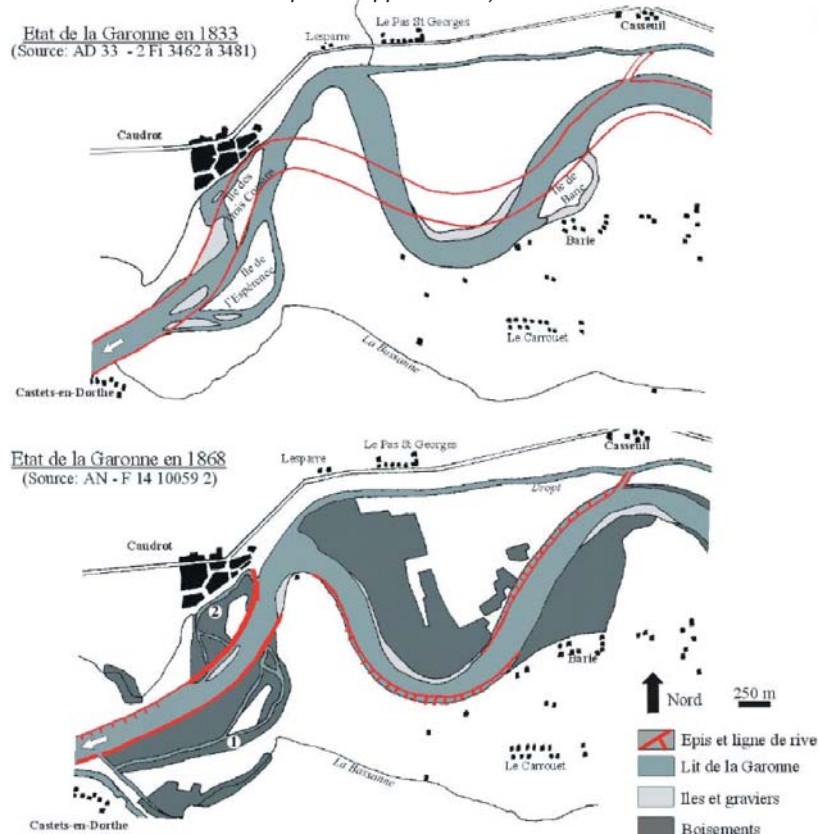 Etat de la Garonne en 1833
(Source: AD 33 - 2 Fi 3462 à 3481)
Le Pas St Georges
Lesparre
Casseuil
Caudrot
Ile des
Trois Cousins
Ile de
l'Espérence
Ile de
Barie
Barie
Le Carrouet
La Bassanne
Castets-en-Dorthe
Etat de la Garonne en 1868
(Source: AN - F 14 10059 2)
Le Pas St Georges
Lesparre
Casseuil
Dropt
Caudrot
2
1
Barie
Le Carrouet
La Bassanne
Castets-en-Dorthe
Nord
250 m
Epis et ligne de rive
Lit de la Garonne
Iles et graviers
Boisements